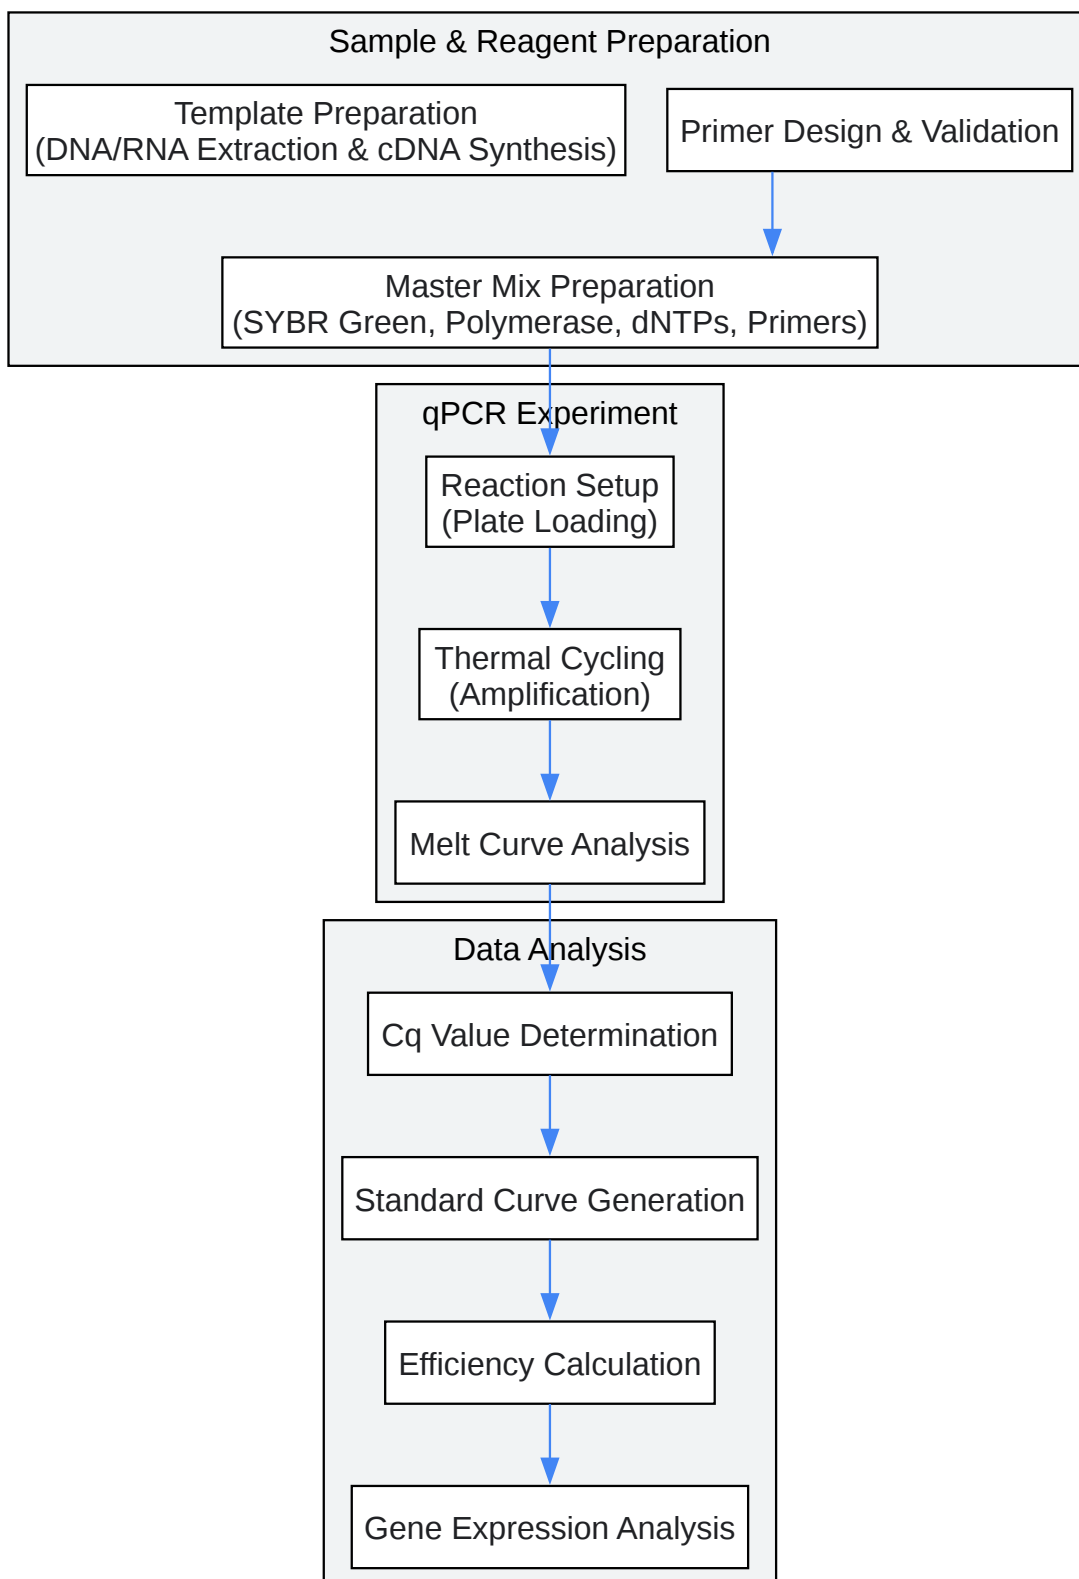 Sample & Reagent Preparation
Template Preparation
(DNA/RNA Extraction & cDNA Synthesis)
Primer Design & Validation
Master Mix Preparation
(SYBR Green, Polymerase, dNTPs, Primers)
qPCR Experiment
Reaction Setup
(Plate Loading)
Thermal Cycling
(Amplification)
Melt Curve Analysis
Data Analysis
Cq Value Determination
Standard Curve Generation
Efficiency Calculation
Gene Expression Analysis